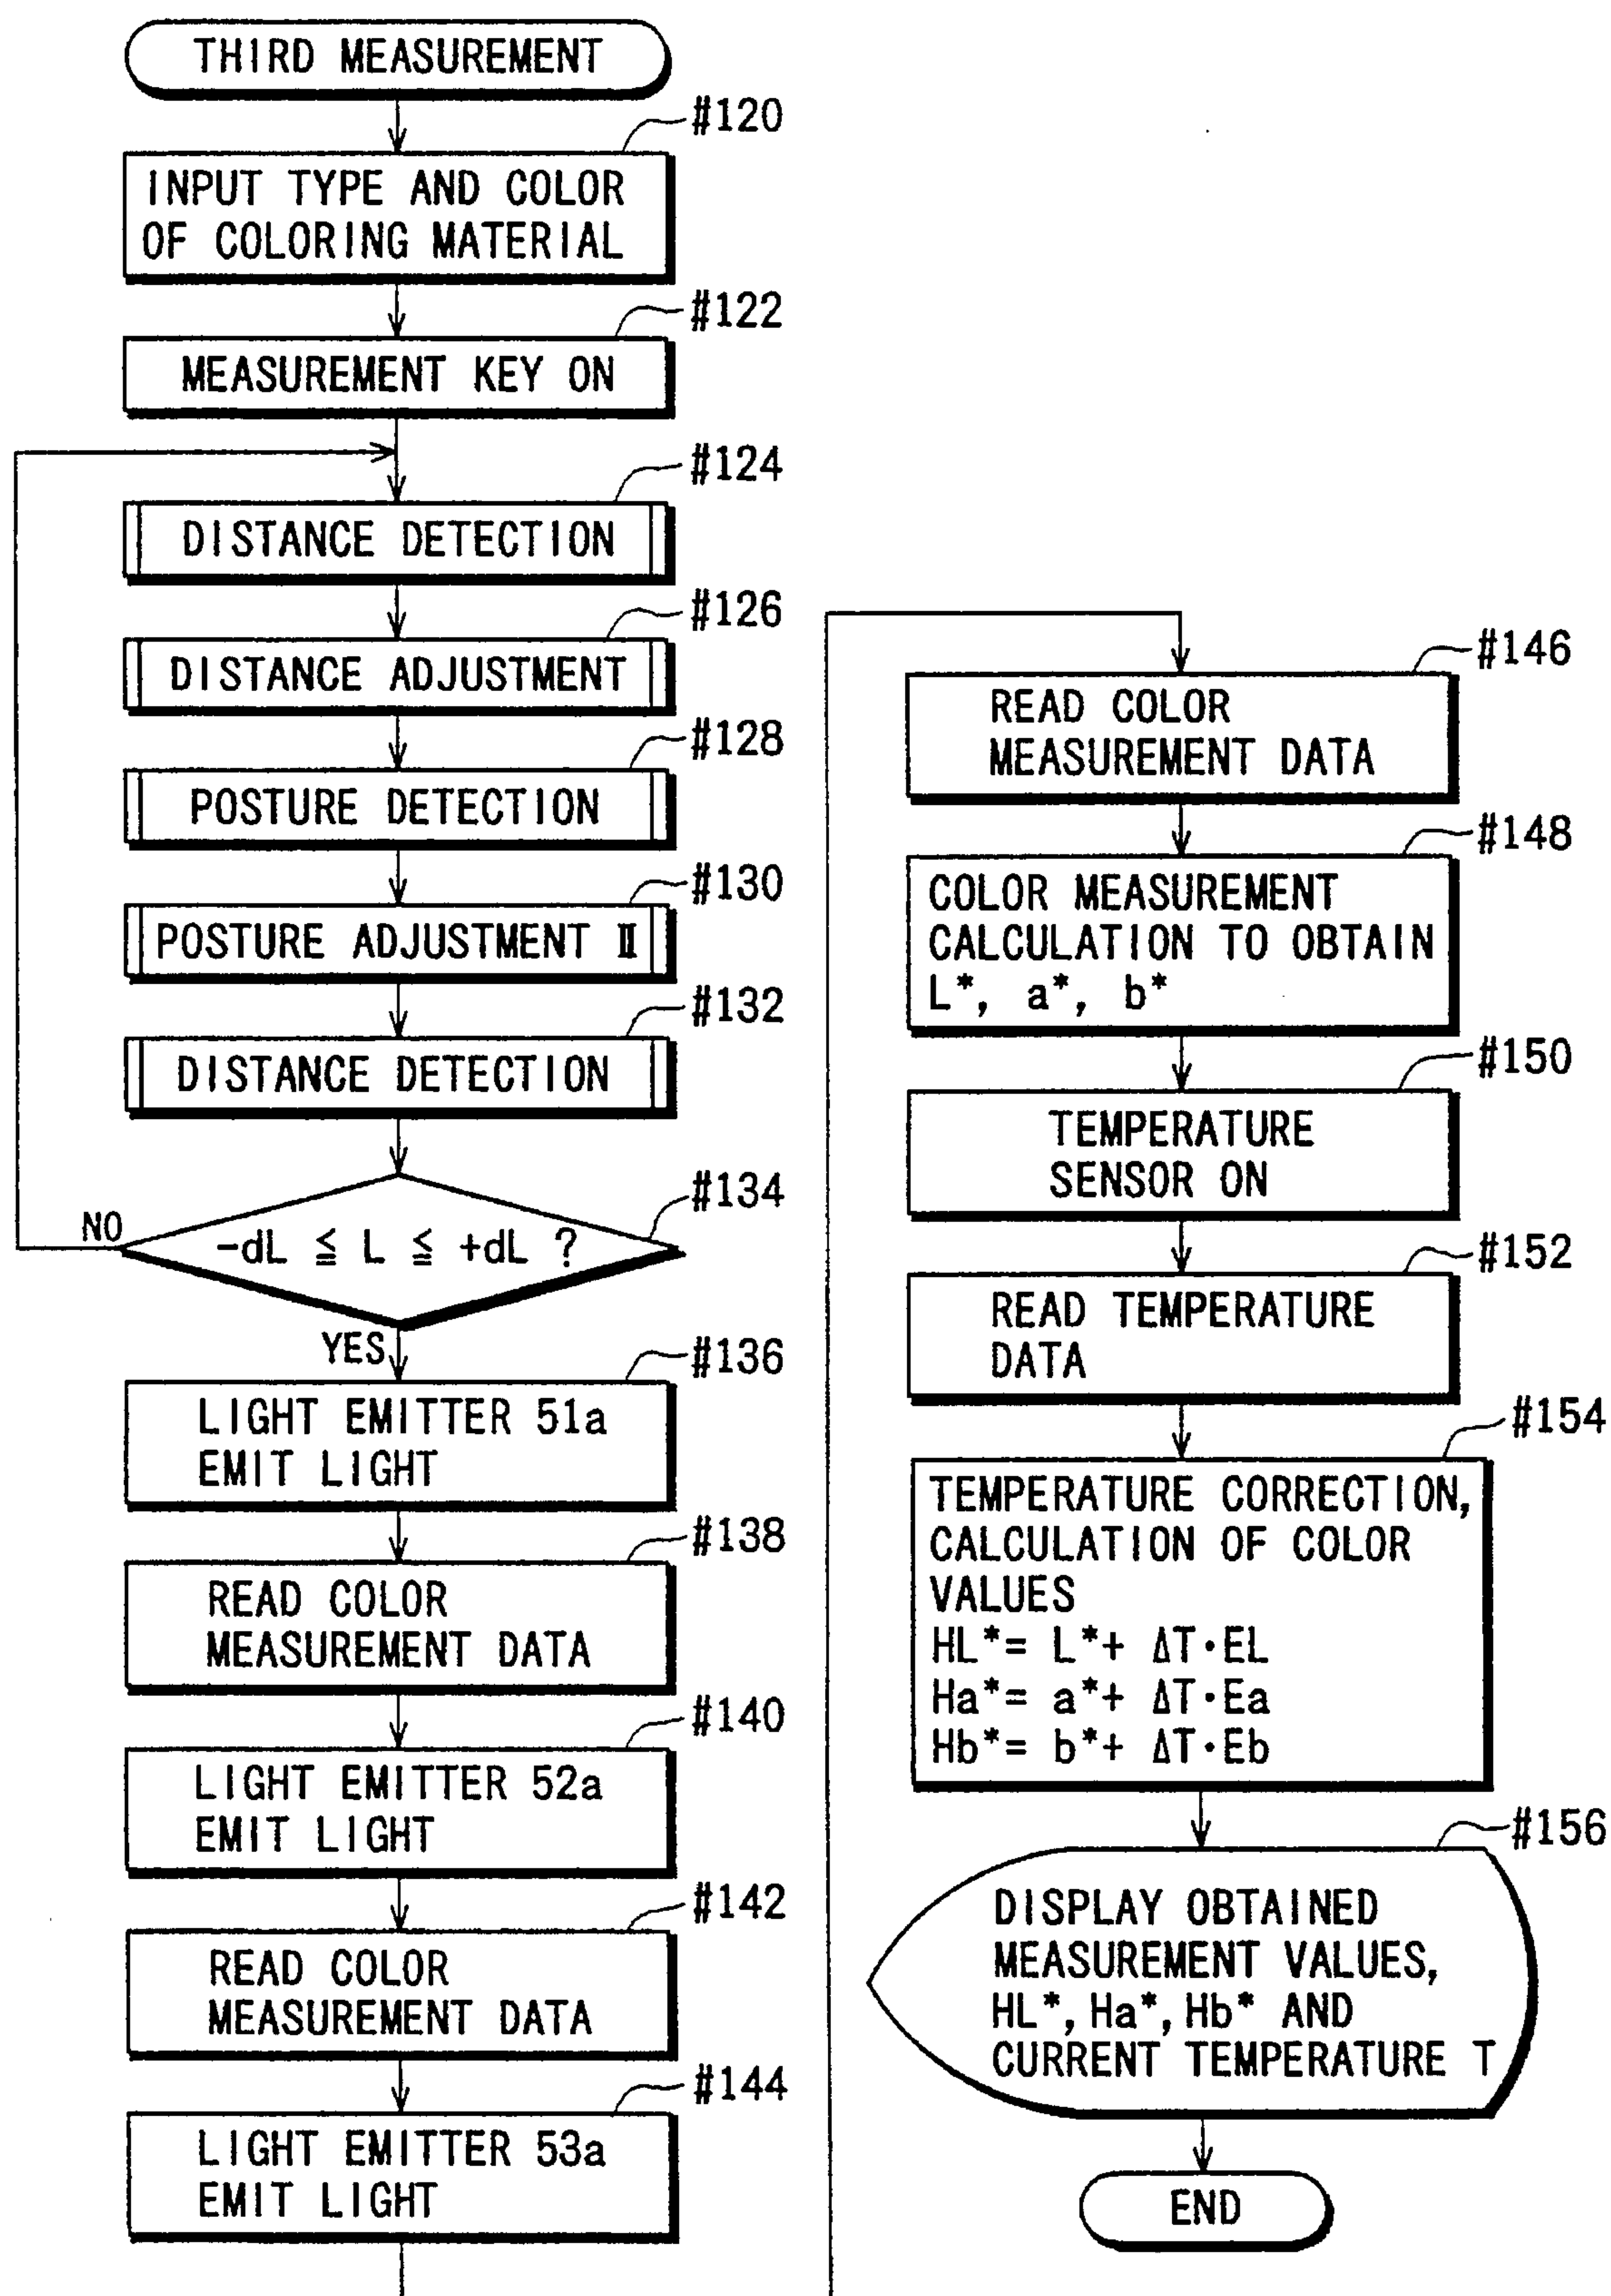 THIRD MEASUREMENT
#120
INPUT TYPE AND COLOR
OF COLORING MATERIAL
#122
MEASUREMENT KEY ON
#124
DISTANCE DETECTION
#126
DISTANCE ADJUSTMENT
#128
POSTURE DETECTION
#130
POSTURE ADJUSTMENT Ⅱ
#132
DISTANCE DETECTION
#134
-dL ≦ L ≦ +dL ?
NO
YES
#136
LIGHT EMITTER 51a
EMIT LIGHT
#138
READ COLOR
MEASUREMENT DATA
#140
LIGHT EMITTER 52a
EMIT LIGHT
#142
READ COLOR
MEASUREMENT DATA
#144
LIGHT EMITTER 53a
EMIT LIGHT
#146
READ COLOR
MEASUREMENT DATA
#148
COLOR MEASUREMENT
CALCULATION TO OBTAIN
L*, a*, b*
#150
TEMPERATURE
SENSOR ON
#152
READ TEMPERATURE
DATA
#154
TEMPERATURE CORRECTION,
CALCULATION OF COLOR
VALUES
HL*= L*+ ΔT·EL
Ha*= a*+ ΔT·Ea
Hb*= b*+ ΔT·Eb
#156
DISPLAY OBTAINED
MEASUREMENT VALUES,
HL*, Ha*, Hb* AND
CURRENT TEMPERATURE T
END